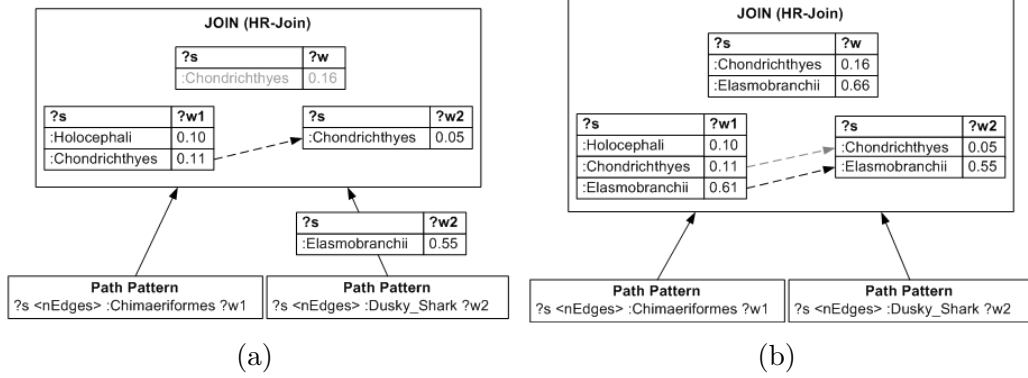 JOIN (HR-Join)
?s ?w
:Chondrichthyes 0.16
?s ?w1
:Holocephali 0.10
:Chondrichthyes 0.11
?s ?w2
:Chondrichthyes 0.05
?s ?w2
:Elasmobranchii 0.55
Path Pattern
?s <nEdges> :Chimaeriformes ?w1
Path Pattern
?s <nEdges> :Dusky_Shark ?w2
(a)
JOIN (HR-Join)
?s ?w
:Chondrichthyes 0.16
:Elasmobranchii 0.66
?s ?w1
:Holocephali 0.10
:Chondrichthyes 0.11
:Elasmobranchii 0.61
?s ?w2
:Chondrichthyes 0.05
:Elasmobranchii 0.55
Path Pattern
?s <nEdges> :Chimaeriformes ?w1
Path Pattern
?s <nEdges> :Dusky_Shark ?w2
(b)